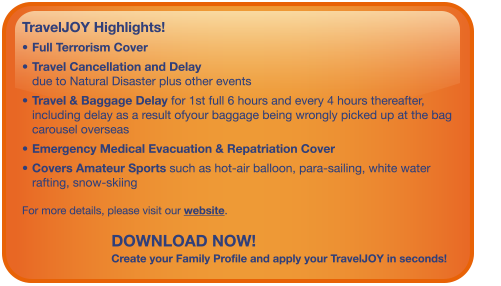 TravelJOY Highlights!
• Full Terrorism Cover
• Travel Cancellation and Delay
due to Natural Disaster plus other events
• Travel & Baggage Delay for 1st full 6 hours and every 4 hours thereafter,
including delay as a result ofyour baggage being wrongly picked up at the bag
carousel overseas
• Emergency Medical Evacuation & Repatriation Cover
• Covers Amateur Sports such as hot-air balloon, para-sailing, white water
rafting, snow-skiing
For more details, please visit our website.
DOWNLOAD NOW!
Create your Family Profile and apply your TravelJOY in seconds!